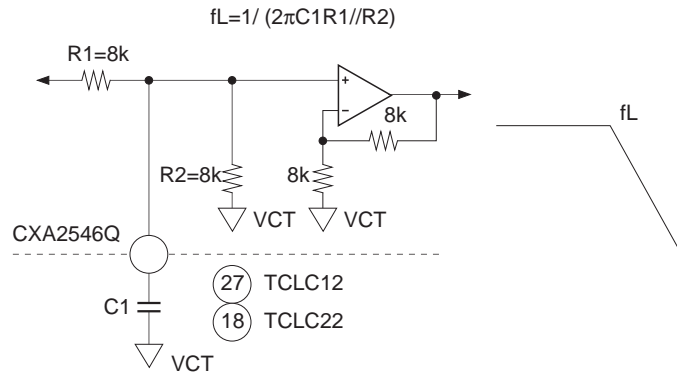 fL=1/ (2πC1R1//R2)
R1=8k
+
−
8k
fL
R2=8k
8k
VCT
VCT
CXA2546Q
C1
27 TCLC12
18 TCLC22
VCT